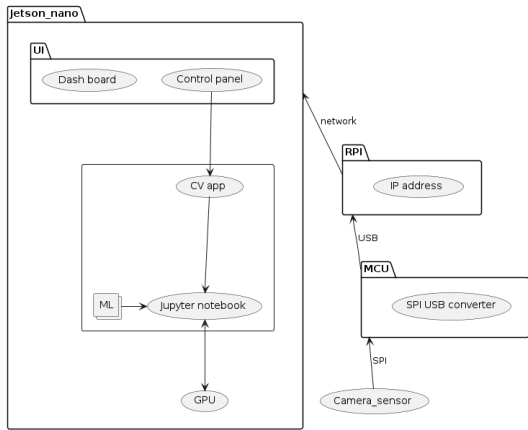 Jetson_nano
UI
Dash board
Control panel
network
RPI
IP address
CV app
USB
MCU
SPI USB converter
ML
Jupyter notebook
SPI
GPU
Camera_sensor